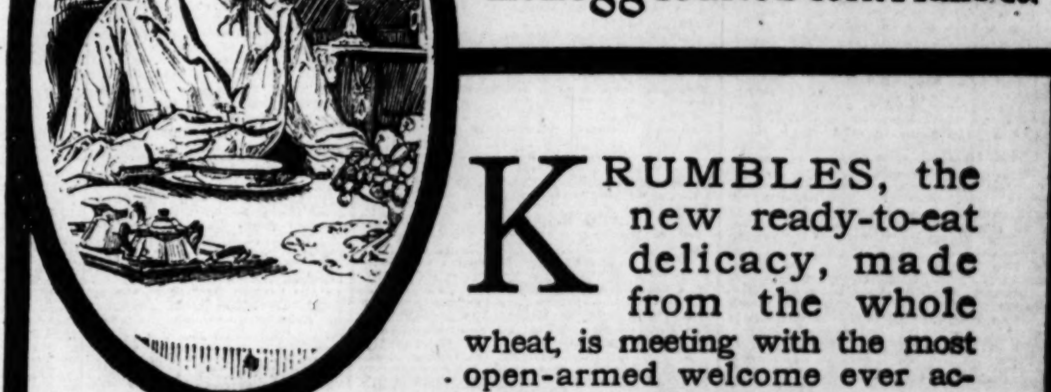 KRUMBLES, the
new ready-to-eat
delicacy, made
from the whole
wheat, is meeting with the most
open-armed welcome ever ac-